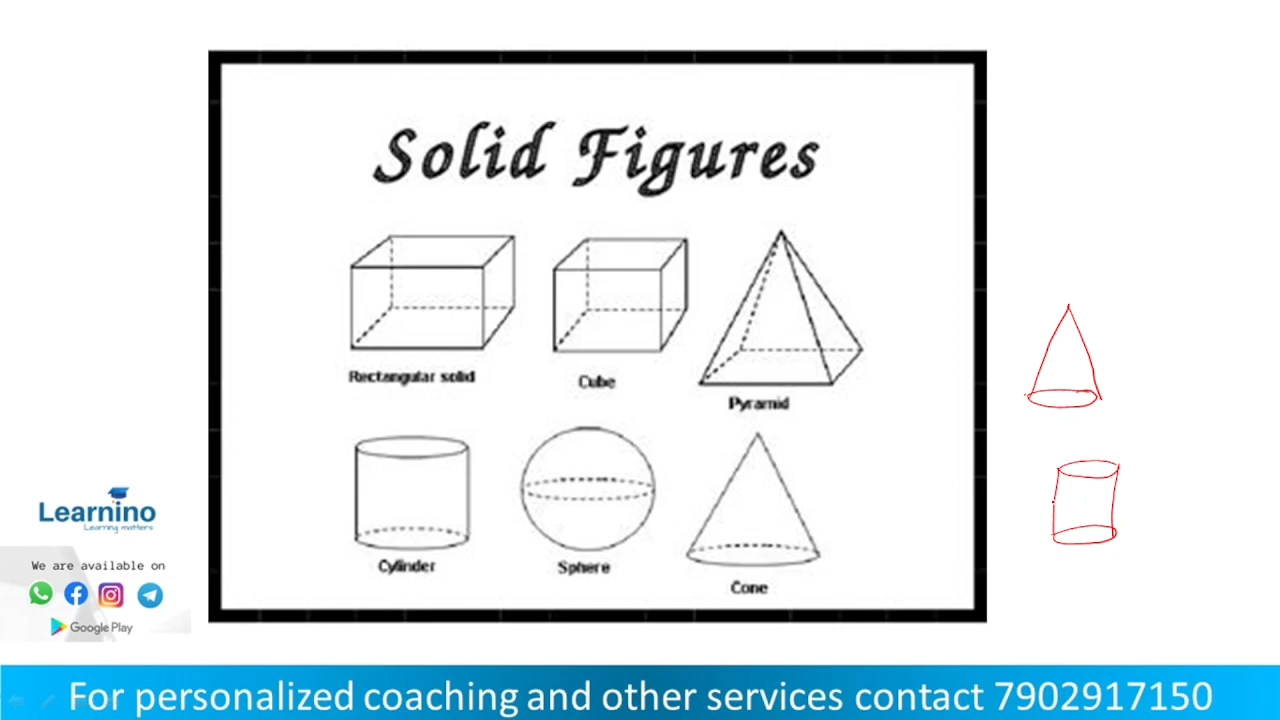 Solid Figures
Rectangular solid
Cube
Pyramid
Cylinder
Sphere
Cone
Learnino
Learning matters
We are available on
Google Play
For personalized coaching and other services contact 7902917150